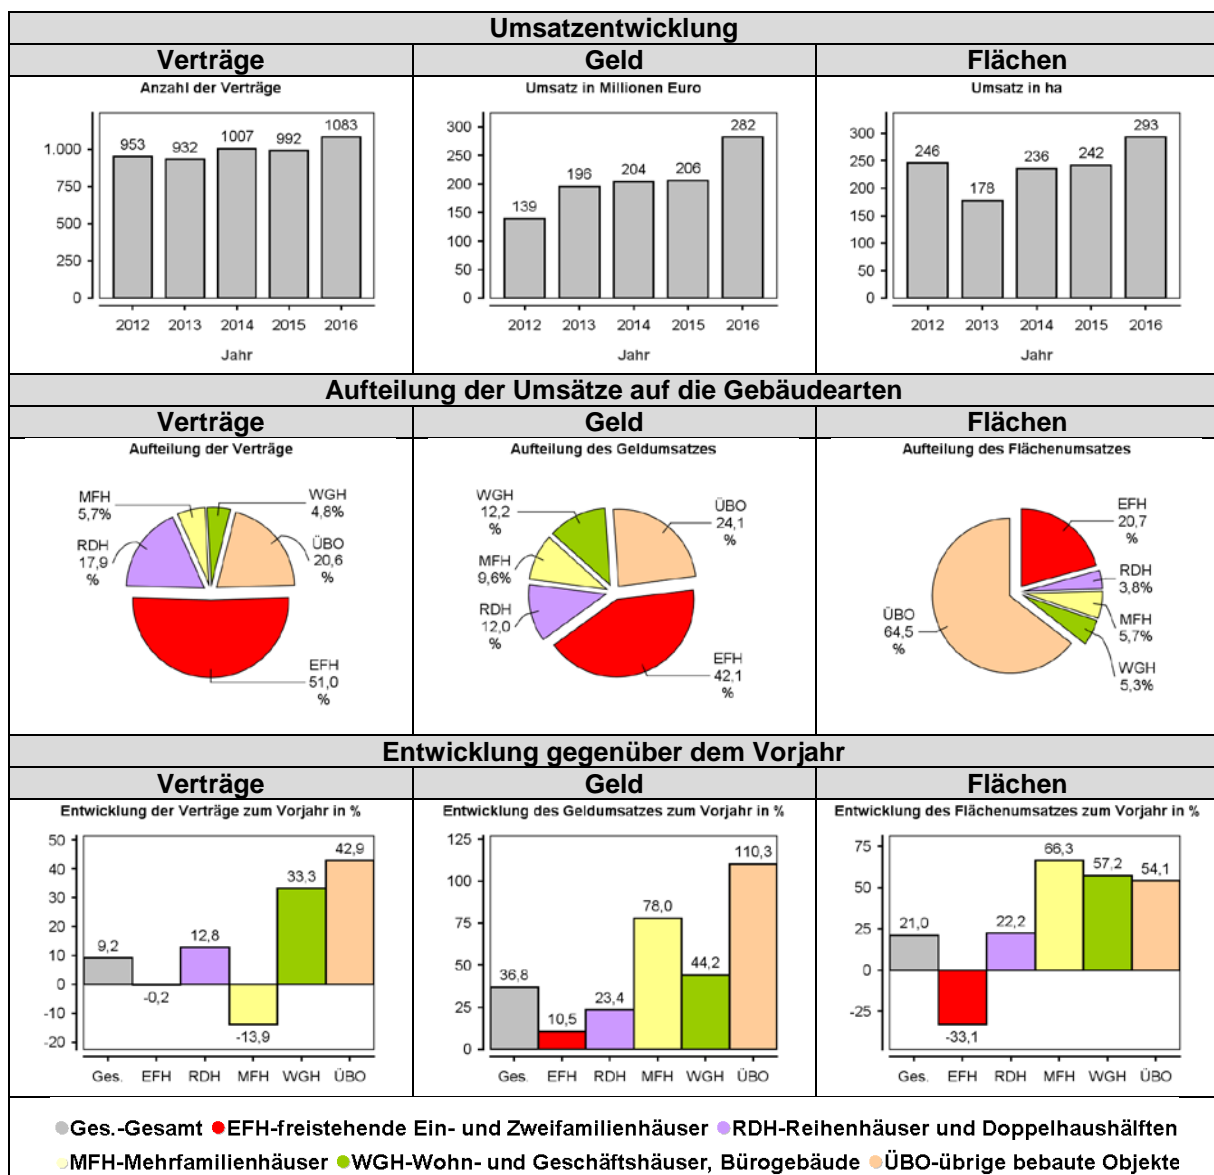 Umsatzentwicklung
Verträge
Geld
Flächen
Anzahl der Verträge
1.000
750
500
250
0
953
932
1007
992
1083
2012 2013 2014 2015 2016
Jahr
Umsatz in Millionen Euro
300
250
200
150
100
50
0
139
196
204
206
282
2012 2013 2014 2015 2016
Jahr
Umsatz in ha
300
250
200
150
100
50
0
246
178
236
242
293
2012 2013 2014 2015 2016
Jahr
Aufteilung der Umsätze auf die Gebäudearten
Verträge
Geld
Flächen
Aufteilung der Verträge
MFH
5,7%
WGH
4,8%
RDH
17,9
%
ÜBO
20,6
%
EFH
51,0
%
Aufteilung des Geldumsatzes
WGH
12,2
%
ÜBO
24,1
%
MFH
9,6%
RDH
12,0
%
EFH
42,1
%
Aufteilung des Flächenumsatzes
EFH
20,7
%
RDH
3,8%
MFH
5,7%
WGH
5,3%
ÜBO
64,5
%
Entwicklung gegenüber dem Vorjahr
Verträge
Geld
Flächen
Entwicklung der Verträge zum Vorjahr in %
50
40
30
20
10
0
-10
-20
9,2
-0,2
12,8
-13,9
33,3
42,9
Ges. EFH RDH MFH WGH ÜBO
Entwicklung des Geldumsatzes zum Vorjahr in %
125
100
75
50
25
0
36,8
10,5
23,4
78,0
44,2
110,3
Ges. EFH RDH MFH WGH ÜBO
Entwicklung des Flächenumsatzes zum Vorjahr in %
75
50
25
0
-25
21,0
-33,1
22,2
66,3
57,2
54,1
Ges. EFH RDH MFH WGH ÜBO
Ges.-Gesamt EFH-freistehende Ein- und Zweifamilienhäuser RDH-Reihenhäuser und Doppelhaushälften
MFH-Mehrfamilienhäuser WGH-Wohn- und Geschäftshäuser, Bürogebäude ÜBO-übrige bebaute Objekte